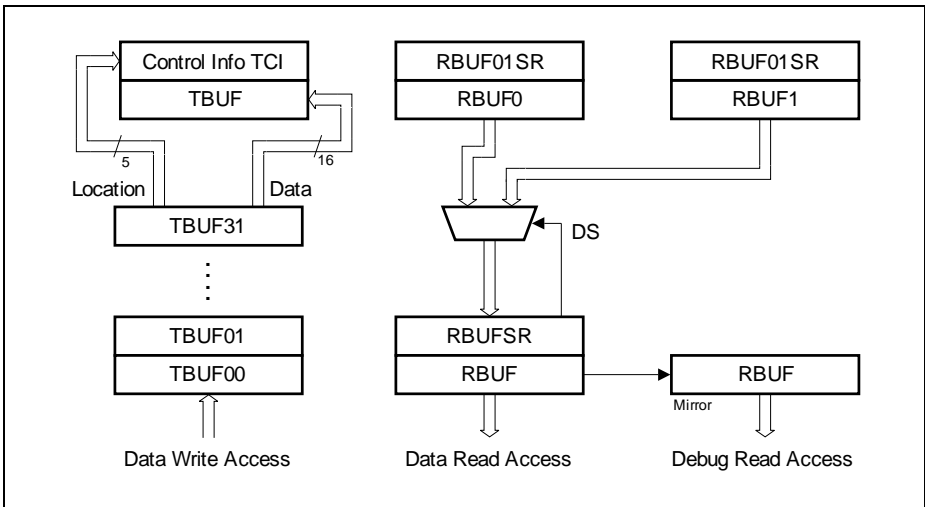 Control Info TCI
TBUF
5
16
Location
Data
TBUF31
TBUF01
TBUF00
Data Write Access
RBUF01SR
RBUF0
RBUF01SR
RBUF1
DS
RBUFSR
RBUF
Mirror
RBUF
Data Read Access
Debug Read Access